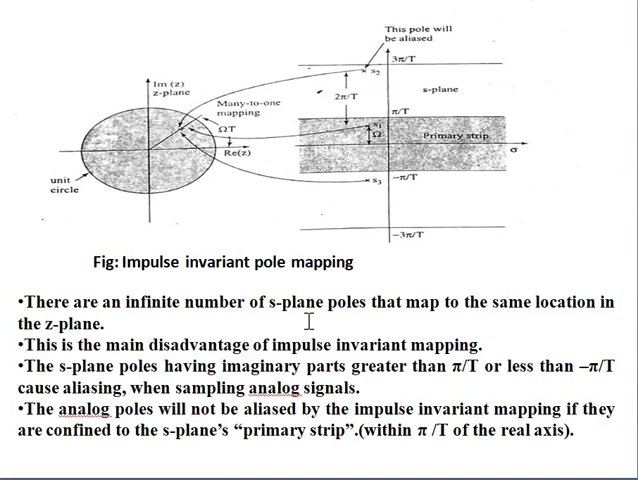 This pole will
be aliased
3π/T
s₂
s-plane
2π/T
π/T
s₁
Ω
Primary strip
σ
−π/T
s₃
−3π/T
Im (z)
z-plane
Many-to-one
mapping
ΩT
Re(z)
unit
circle
Fig: Impulse invariant pole mapping
•There are an infinite number of s-plane poles that map to the same location in
the z-plane.
•This is the main disadvantage of impulse invariant mapping.
•The s-plane poles having imaginary parts greater than π/T or less than –π/T
cause aliasing, when sampling analog signals.
•The analog poles will not be aliased by the impulse invariant mapping if they
are confined to the s-plane’s “primary strip”.(within π /T of the real axis).